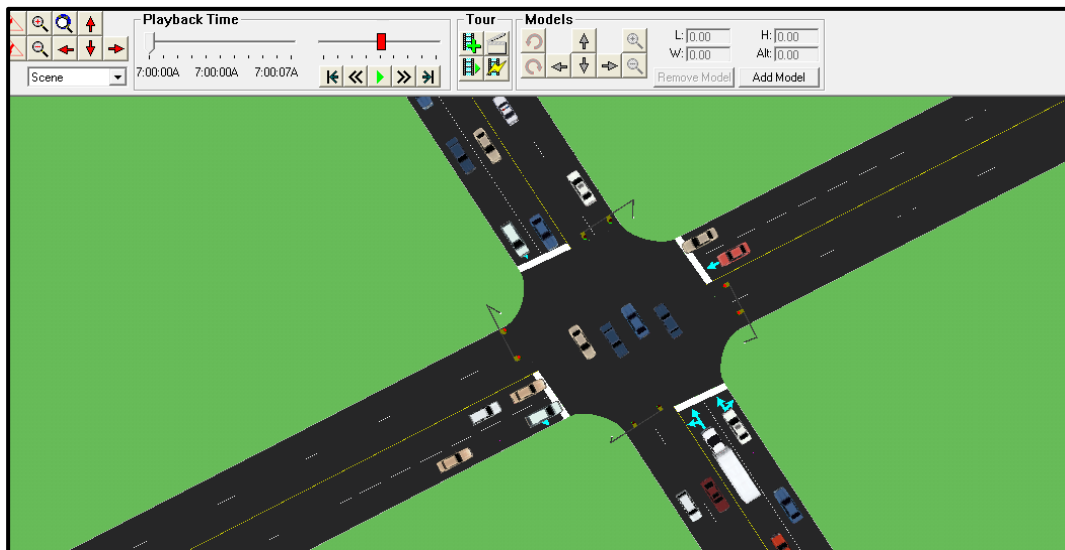 Playback Time
7:00:00A 7:00:00A 7:00:07A
Scene
Tour
Models
L: 0.00 H: 0.00
W: 0.00 Alt: 0.00
Remove Model Add Model